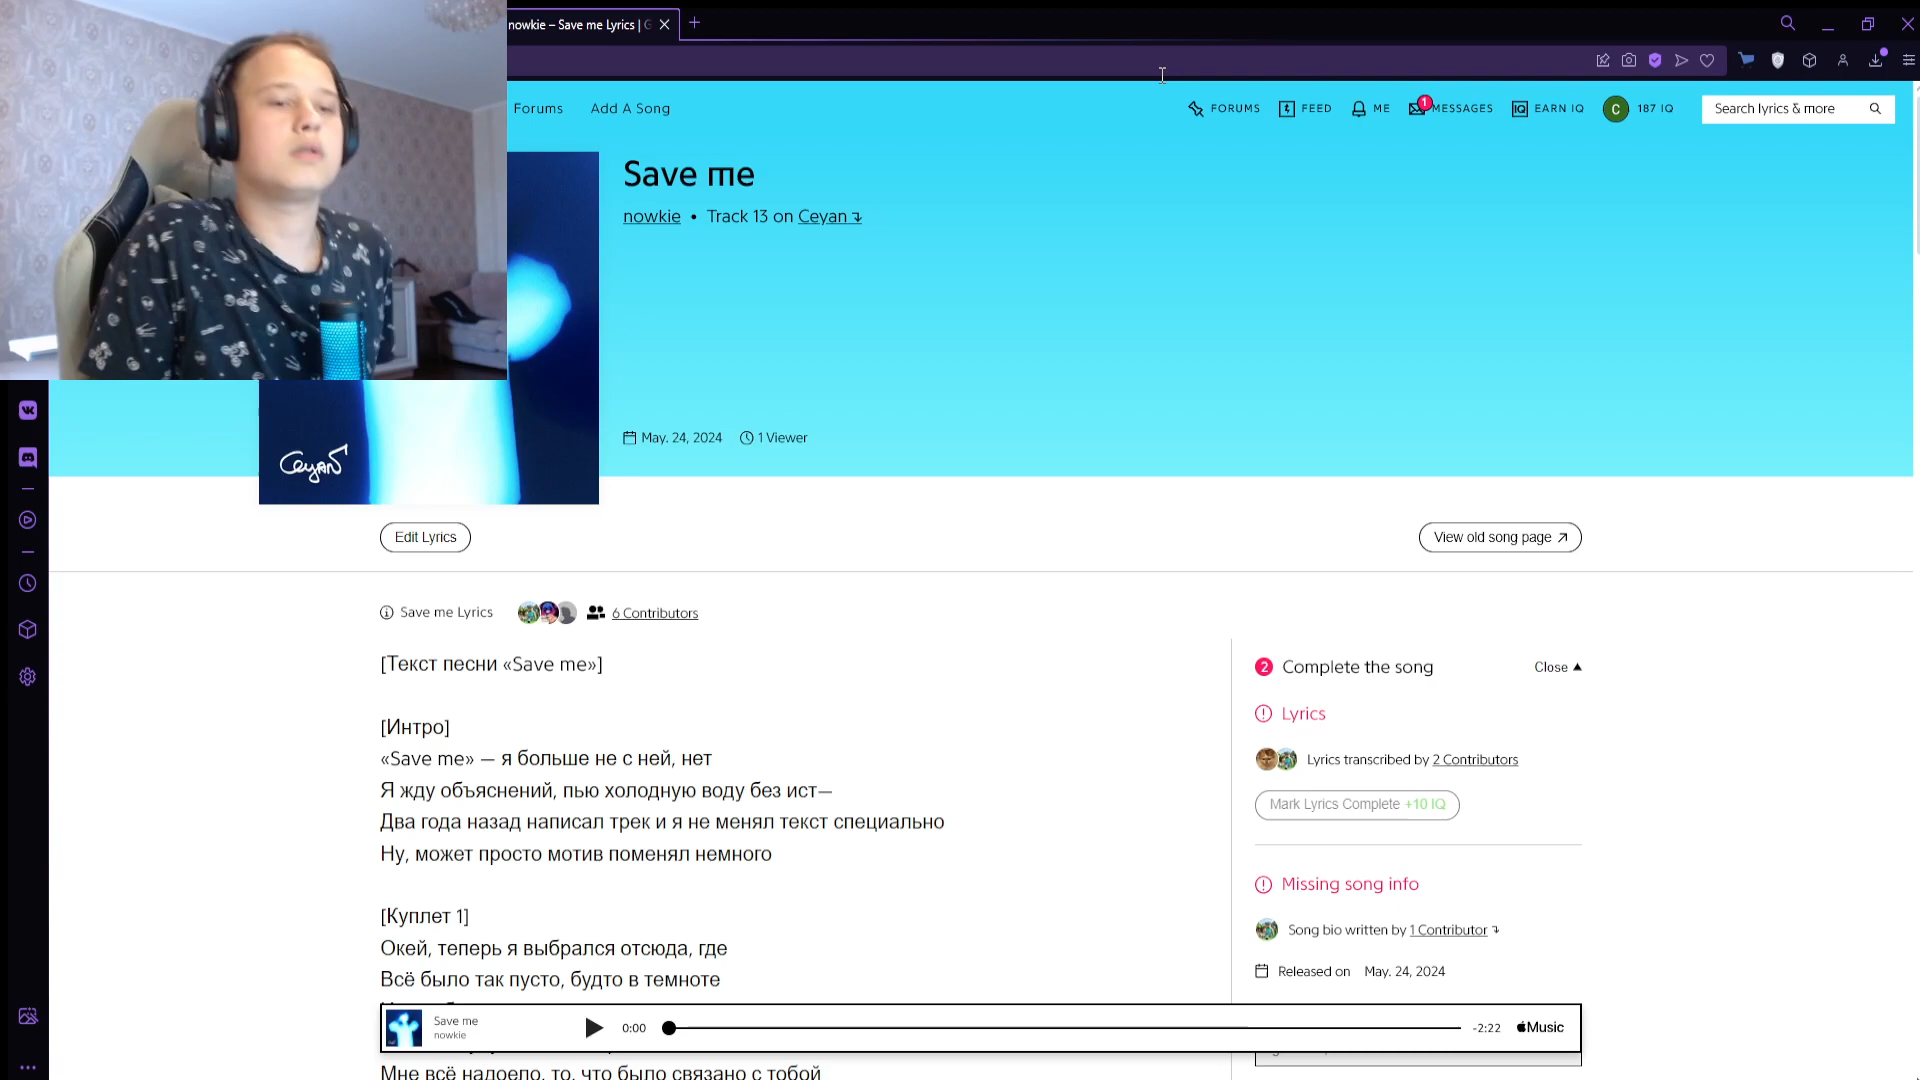 nowkie – Save me Lyrics | G
Forums
Add A Song
FORUMS
FEED
ME
1
MESSAGES
EARN IQ
C
187 IQ
Search lyrics & more
Save me
nowkie • Track 13 on Ceyan
May. 24, 2024
1 Viewer
Ceyan
Edit Lyrics
View old song page
Save me Lyrics
6 Contributors
[Текст песни «Save me»]
[Интро]
«Save me» — я больше не с ней, нет
Я жду объяснений, пью холодную воду без ист—
Два года назад написал трек и я не менял текст специально
Ну, может просто мотив поменял немного
[Куплет 1]
Окей, теперь я выбрался отсюда, где
Всё было так пусто, будто в темноте
Мне всё надоело, то, что было связано с тобой
2 Complete the song
Close
Lyrics
Lyrics transcribed by 2 Contributors
Mark Lyrics Complete +10 IQ
Missing song info
Song bio written by 1 Contributor
Released on May. 24, 2024
Save me
nowkie
0:00
-2:22
Music